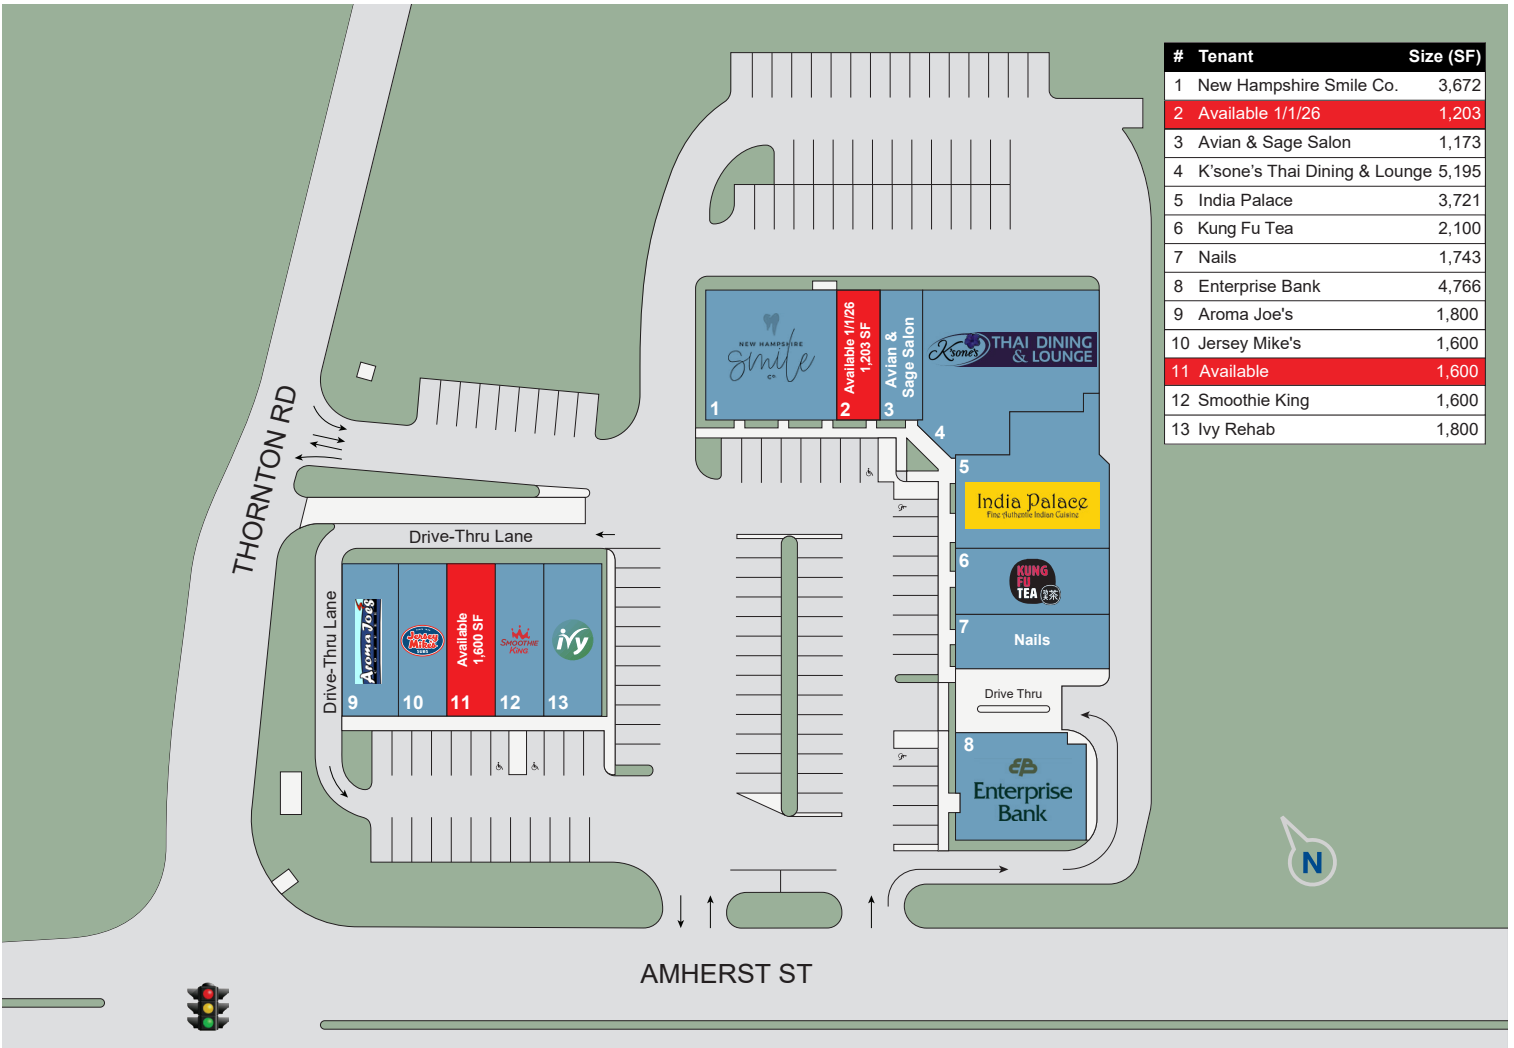 # Tenant Size (SF)
1 New Hampshire Smile Co. 3,672
2 Available 1/1/26 1,203
3 Avian & Sage Salon 1,173
4 K'sone's Thai Dining & Lounge 5,195
5 India Palace 3,721
6 Kung Fu Tea 2,100
7 Nails 1,743
8 Enterprise Bank 4,766
9 Aroma Joe's 1,800
10 Jersey Mike's 1,600
11 Available 1,600
12 Smoothie King 1,600
13 Ivy Rehab 1,800
NEW HAMPSHIRE
smile
CO
1
Available 1/1/26
1,203 SF
2
Avian &
Sage Salon
3
K'sone's
THAI DINING
& LOUNGE
4
5
India Palace
Fine Authentic Indian Cuisine
6
KUNG
FU
TEA
7
Nails
Drive Thru
8
EB
Enterprise
Bank
THORNTON RD
Drive-Thru Lane
Drive-Thru Lane
Aroma Joe's
9
Jersey
Mike's
SUBS
10
Available
1,600 SF
11
SMOOTHIE
KING
12
ivy
13
N
AMHERST ST